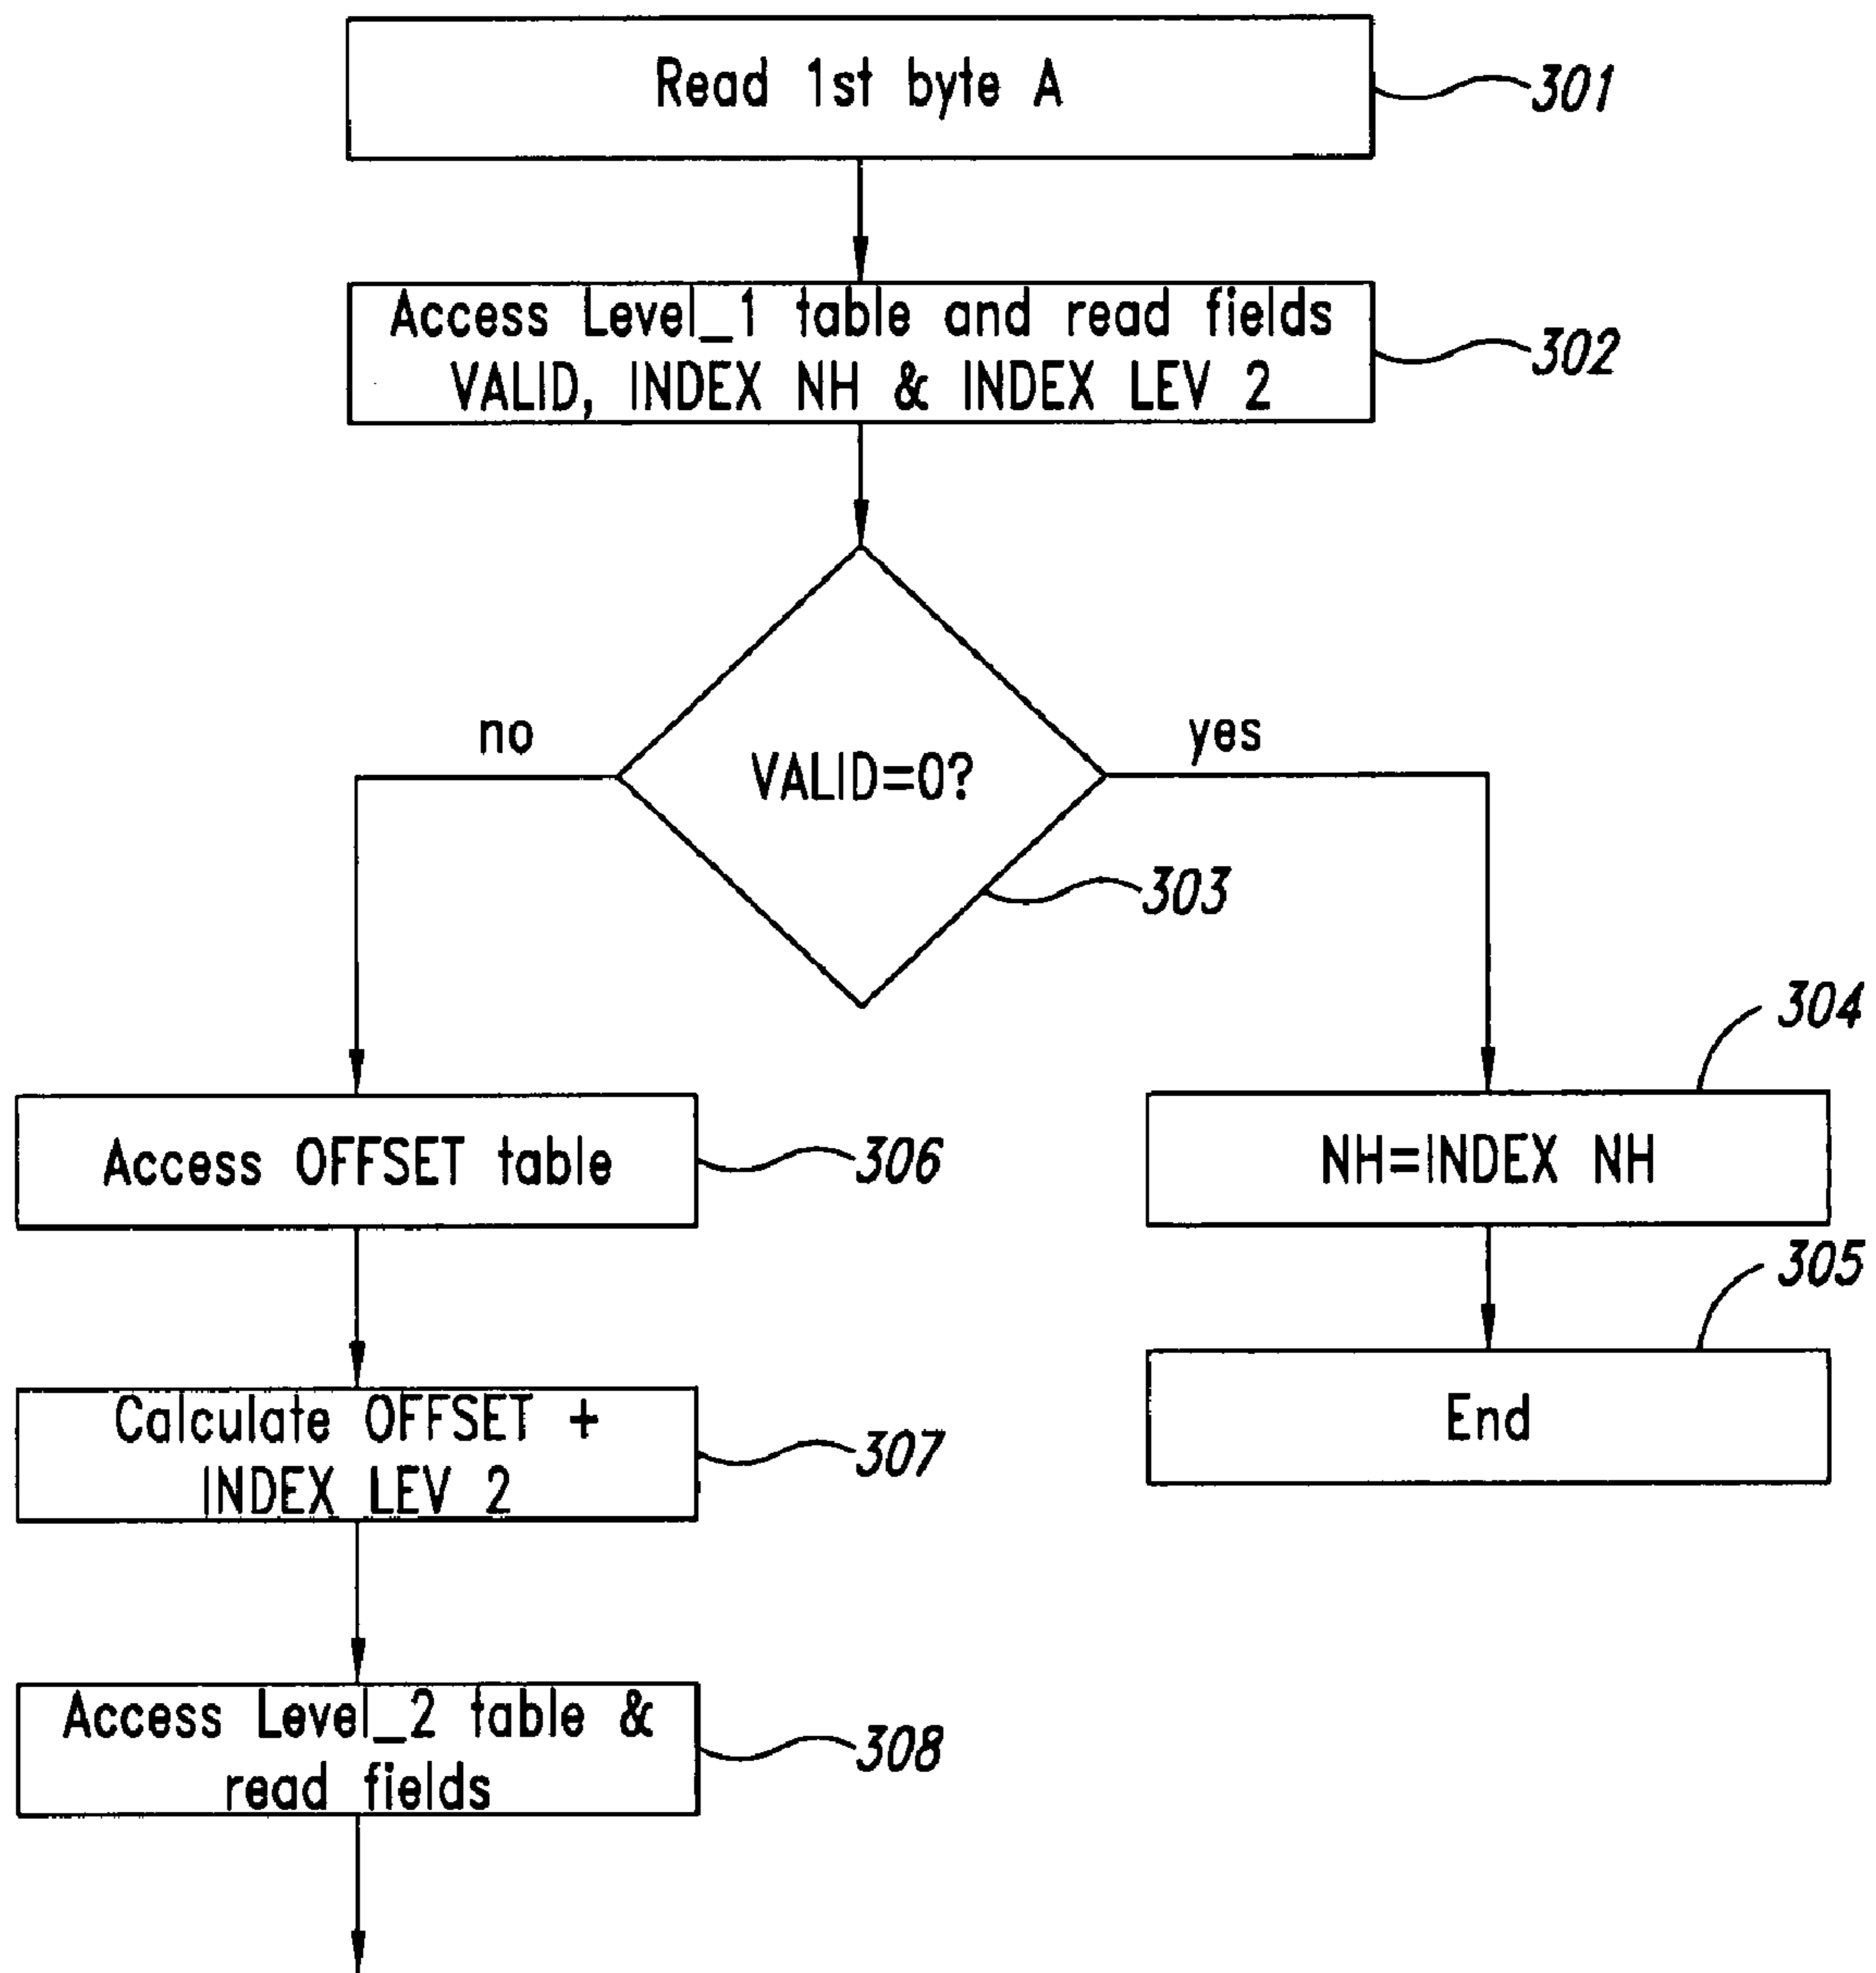 Read 1st byte A
301
Access Level_1 table and read fields
VALID, INDEX NH & INDEX LEV 2
302
no
yes
VALID=0?
303
304
Access OFFSET table
306
NH=INDEX NH
305
Calculate OFFSET +
INDEX LEV 2
307
End
Access Level_2 table &
read fields
308